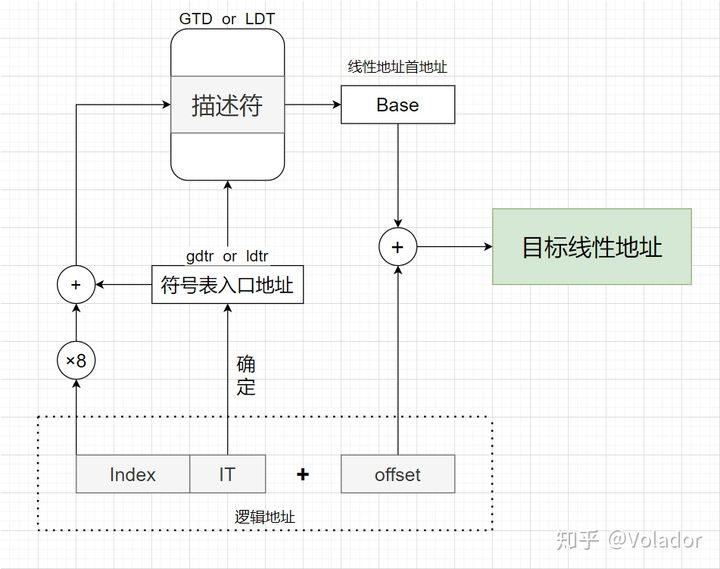 GTD or LDT
线性地址首地址
描述符
Base
+
目标线性地址
gdtr or ldtr
+
符号表入口地址
×8
确
定
Index
IT
+
offset
逻辑地址
知乎 @Volador